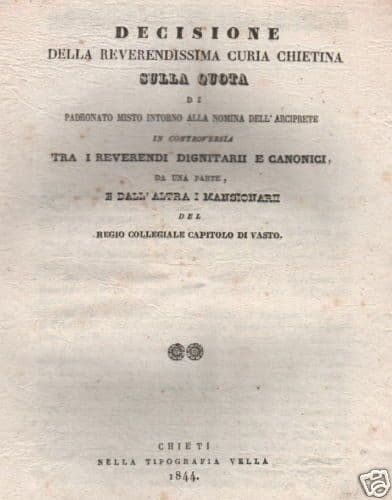 DECISIONE
DELLA REVERENDISSIMA CURIA CHIETINA
SULLA QUOTA
DI
PADRONATO MISTO INTORNO ALLA NOMINA DELL'ARCIPRETE
IN CONTROVERSIA
TRA I REVERENDI DIGNITARII E CANONICI,
DA UNA PARTE,
E DALL'ALTRA I MANSIONARII
DEL
REGIO COLLEGIALE CAPITOLO DI VASTO.
CHIETI
NELLA TIPOGRAFIA VELLA
1844.
eb